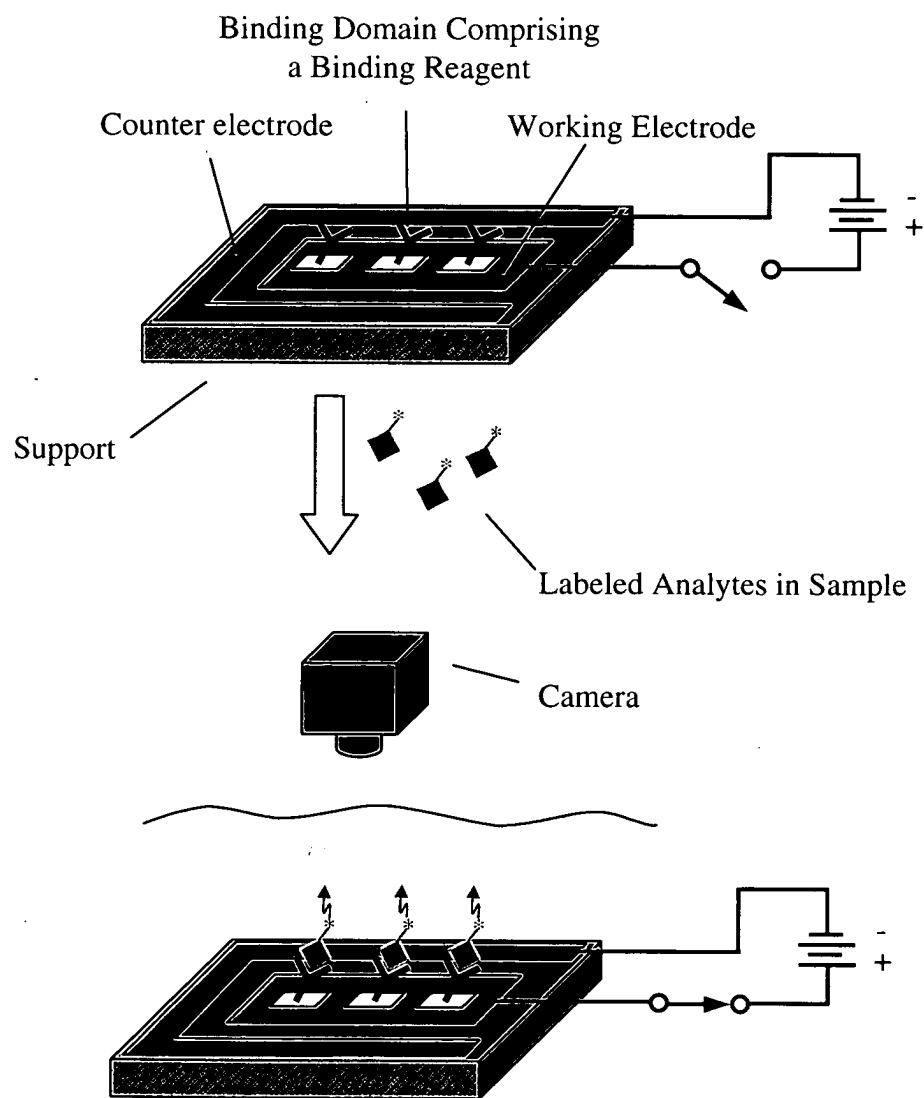 Binding Domain Comprising
a Binding Reagent
Counter electrode
Working Electrode
-
+
Support
*
*
*
Labeled Analytes in Sample
Camera
*
*
*
-
+